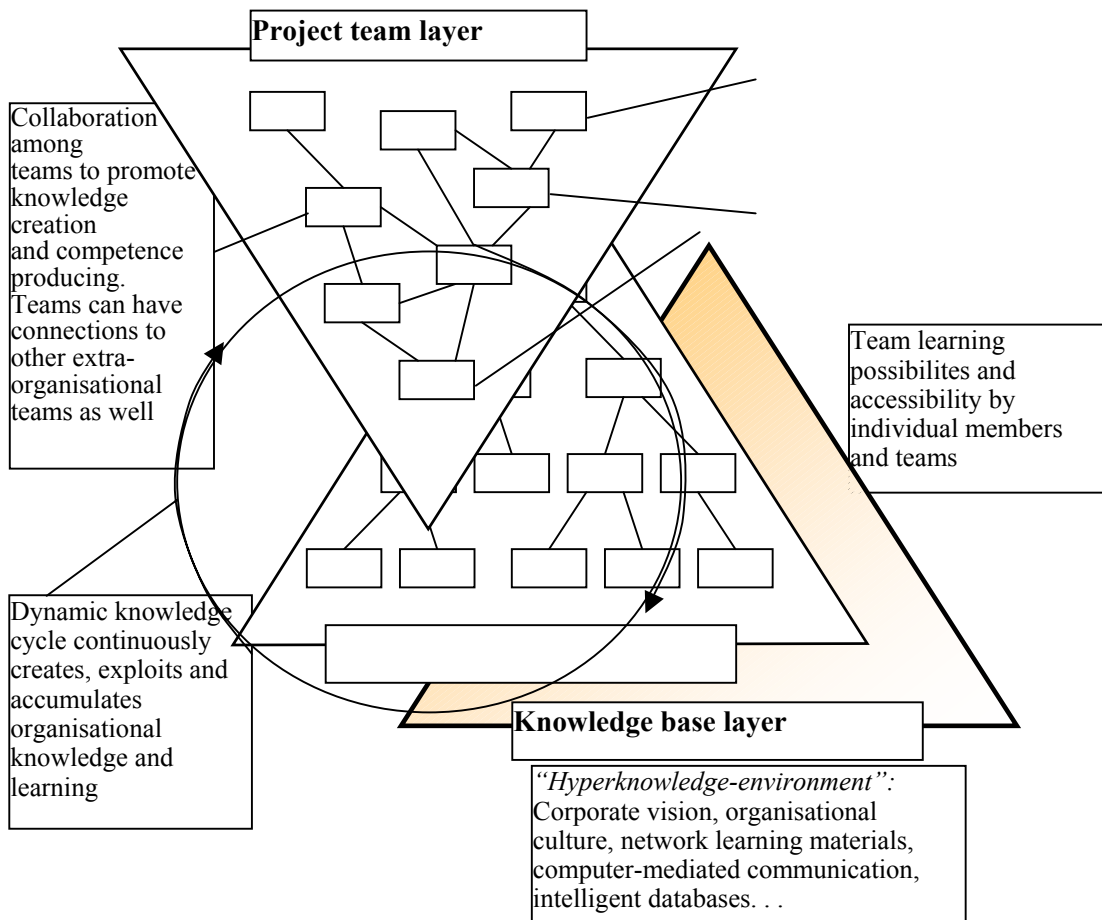 Project team layer
Collaboration
among
teams to promote
knowledge
creation
and competence
producing.
Teams can have
connections to
other extra-
organisational
teams as well
Team learning
possibilites and
accessibility by
individual members
and teams
Dynamic knowledge
cycle continuously
creates, exploits and
accumulates
organisational
knowledge and
learning
Knowledge base layer
“Hyperknowledge-environment”:
Corporate vision, organisational
culture, network learning materials,
computer-mediated communication,
intelligent databases. . .